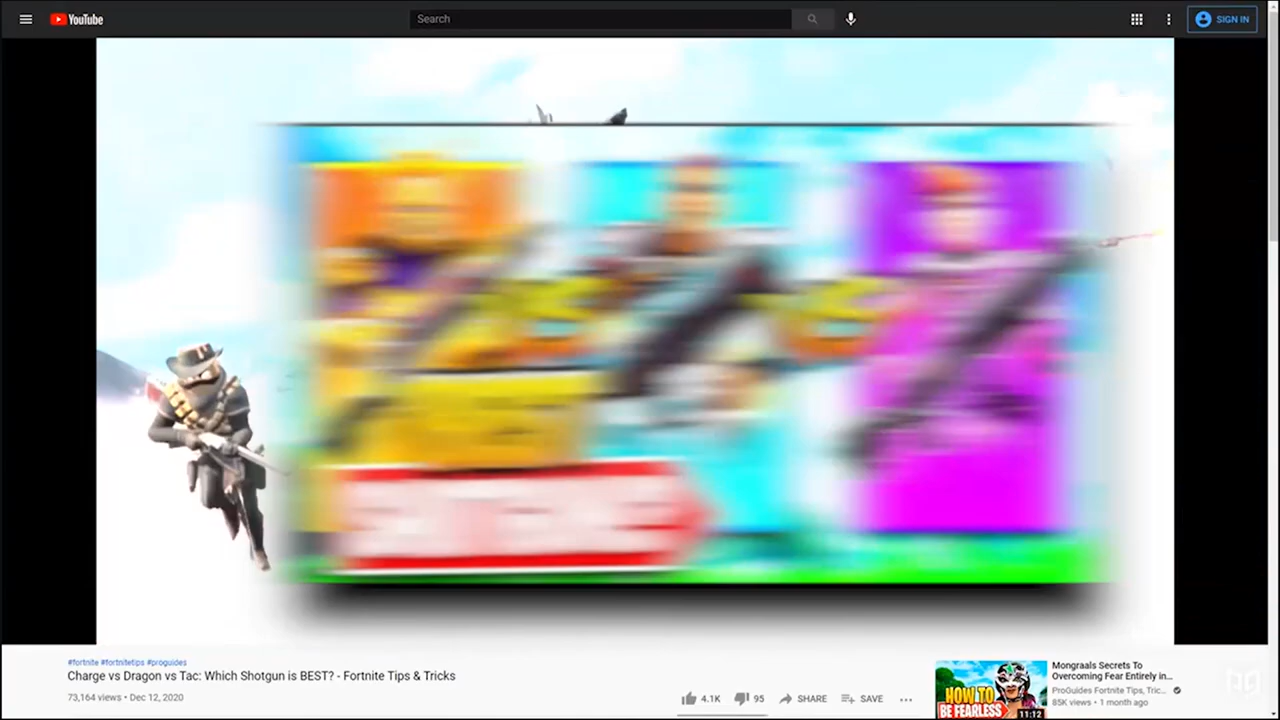 YouTube
Search
SIGN IN
#fortnite #fortnitetips #proguides
Charge vs Dragon vs Tac: Which Shotgun is BEST? - Fortnite Tips & Tricks
73,164 views • Dec 12, 2020
4.1K
95
SHARE
SAVE
HOW TO
BE FEARLESS
11:12
Mongraals Secrets To
Overcoming Fear Entirely in...
ProGuides Fortnite Tips, Tric...
85K views • 1 month ago